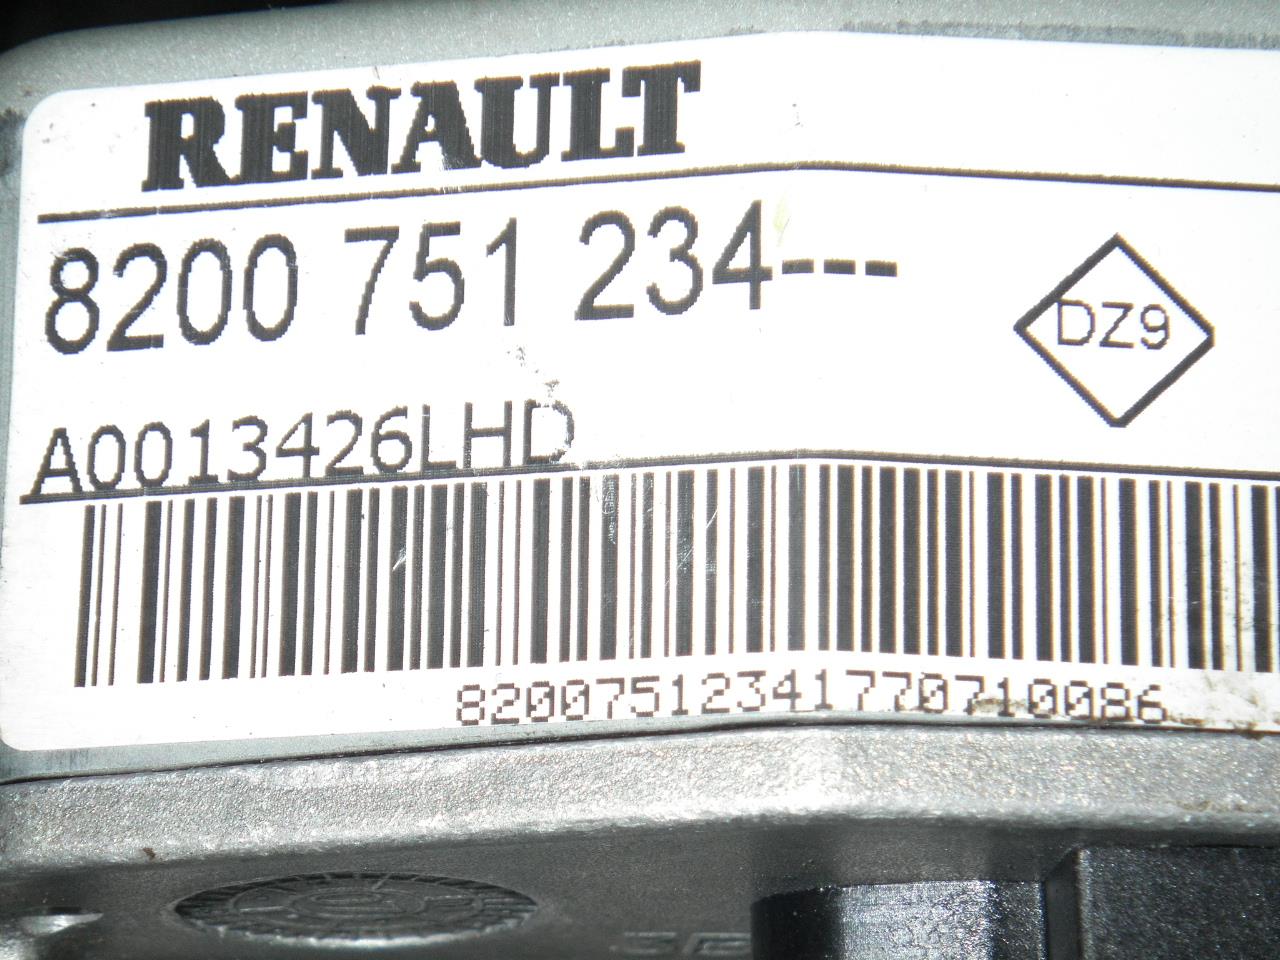 RENAULT
8200 751 234---
DZ9
A0013426LHD
82007512341770710086